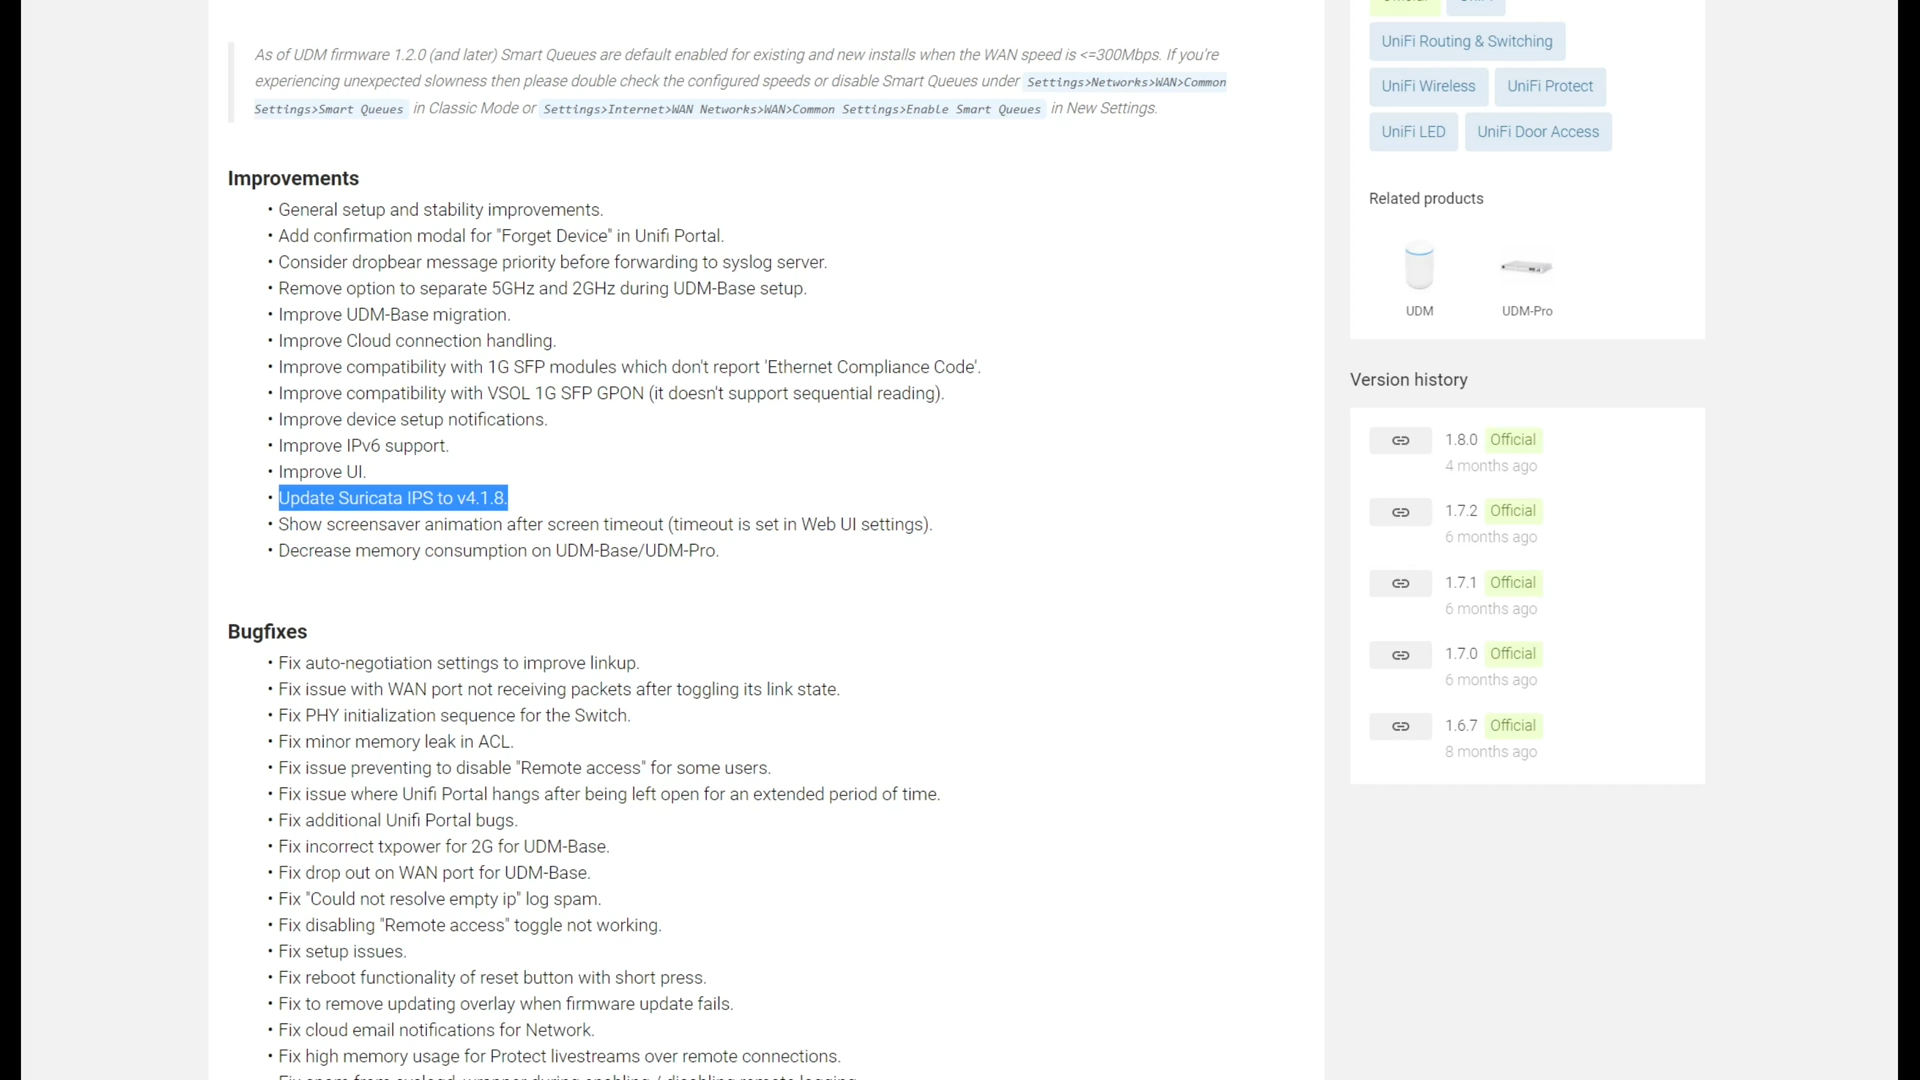 As of UDM firmware 1.2.0 (and later) Smart Queues are default enabled for existing and new installs when the WAN speed is <=300Mbps. If you're
experiencing unexpected slowness then please double check the configured speeds or disable Smart Queues under Settings>Networks>WAN>Common
Settings>Smart Queues in Classic Mode or Settings>Internet>WAN Networks>WAN>Common Settings>Enable Smart Queues in New Settings.
Improvements
• General setup and stability improvements.
• Add confirmation modal for "Forget Device" in Unifi Portal.
• Consider dropbear message priority before forwarding to syslog server.
• Remove option to separate 5GHz and 2GHz during UDM-Base setup.
• Improve UDM-Base migration.
• Improve Cloud connection handling.
• Improve compatibility with 1G SFP modules which don't report 'Ethernet Compliance Code'.
• Improve compatibility with VSOL 1G SFP GPON (it doesn't support sequential reading).
• Improve device setup notifications.
• Improve IPv6 support.
• Improve UI.
• Update Suricata IPS to v4.1.8.
• Show screensaver animation after screen timeout (timeout is set in Web UI settings).
• Decrease memory consumption on UDM-Base/UDM-Pro.
Bugfixes
• Fix auto-negotiation settings to improve linkup.
• Fix issue with WAN port not receiving packets after toggling its link state.
• Fix PHY initialization sequence for the Switch.
• Fix minor memory leak in ACL.
• Fix issue preventing to disable "Remote access" for some users.
• Fix issue where Unifi Portal hangs after being left open for an extended period of time.
• Fix additional Unifi Portal bugs.
• Fix incorrect txpower for 2G for UDM-Base.
• Fix drop out on WAN port for UDM-Base.
• Fix "Could not resolve empty ip" log spam.
• Fix disabling "Remote access" toggle not working.
• Fix setup issues.
• Fix reboot functionality of reset button with short press.
• Fix to remove updating overlay when firmware update fails.
• Fix cloud email notifications for Network.
• Fix high memory usage for Protect livestreams over remote connections.
UniFi Routing & Switching
UniFi Wireless UniFi Protect
UniFi LED UniFi Door Access
Related products
UDM UDM-Pro
Version history
1.8.0 Official
4 months ago
1.7.2 Official
6 months ago
1.7.1 Official
6 months ago
1.7.0 Official
6 months ago
1.6.7 Official
8 months ago